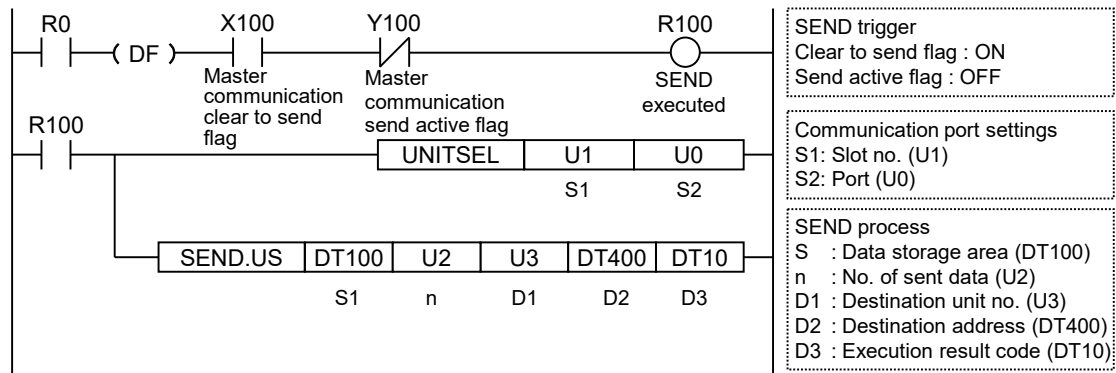 R0
X100
Y100
R100
( DF )
Master
communication
clear to send
flag
Master
communication
send active flag
SEND
executed
SEND trigger
Clear to send flag : ON
Send active flag : OFF
R100
UNITSEL U1 U0
S1 S2
Communication port settings
S1: Slot no. (U1)
S2: Port (U0)
SEND.US DT100 U2 U3 DT400 DT10
S1 n D1 D2 D3
SEND process
S : Data storage area (DT100)
n : No. of sent data (U2)
D1 : Destination unit no. (U3)
D2 : Destination address (DT400)
D3 : Execution result code (DT10)